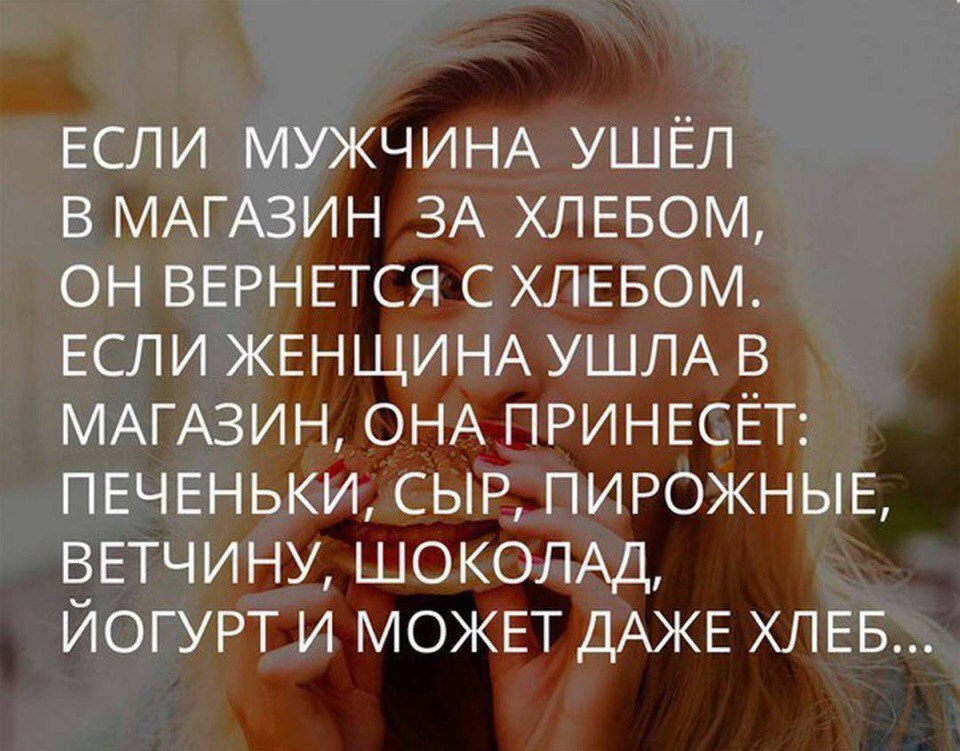 ЕСЛИ МУЖЧИНА УШЁЛ
В МАГАЗИН ЗА ХЛЕБОМ,
ОН ВЕРНЕТСЯ С ХЛЕБОМ.
ЕСЛИ ЖЕНЩИНА УШЛА В
МАГАЗИН, ОНА ПРИНЕСЁТ:
ПЕЧЕНЬКИ, СЫР, ПИРОЖНЫЕ,
ВЕТЧИНУ, ШОКОЛАД,
ЙОГУРТ И МОЖЕТ ДАЖЕ ХЛЕБ...